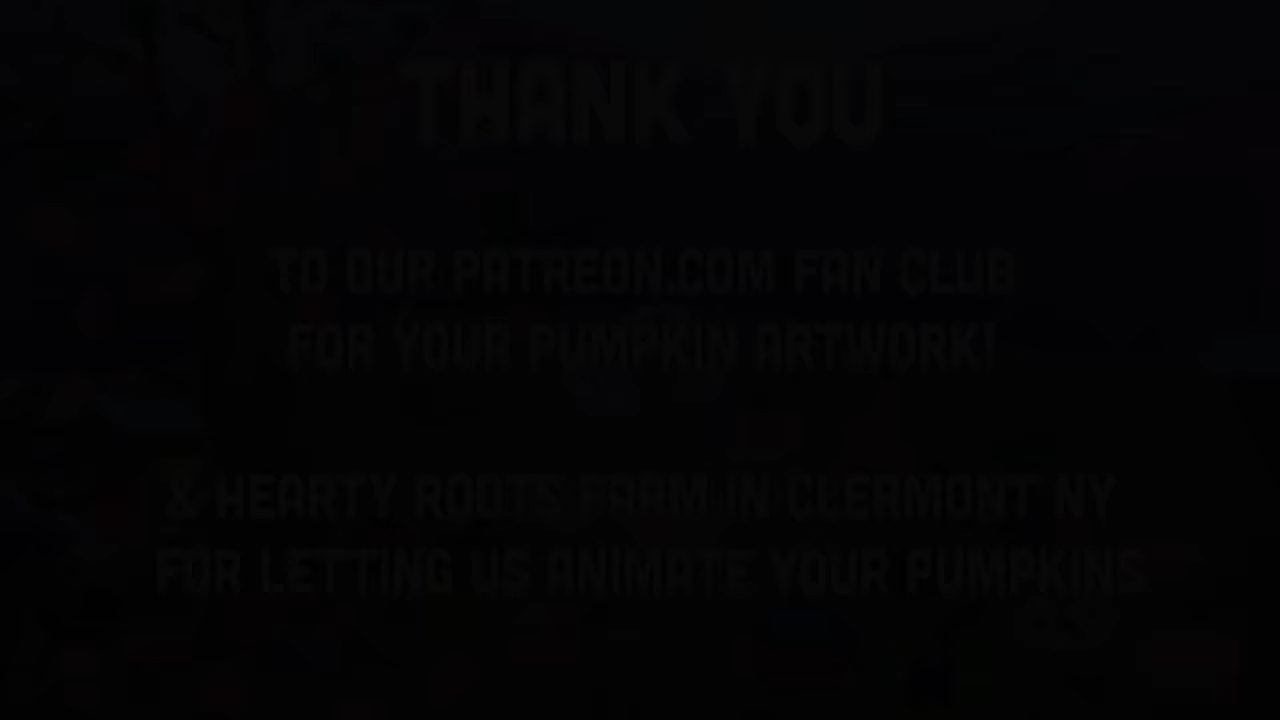 THANK YOU
TO OUR PATREON.COM FAN CLUB
FOR YOUR PUMPKIN ARTWORK!
& HEARTY ROOTS FARM IN CLERMONT NY
FOR LETTING US ANIMATE YOUR PUMPKINS